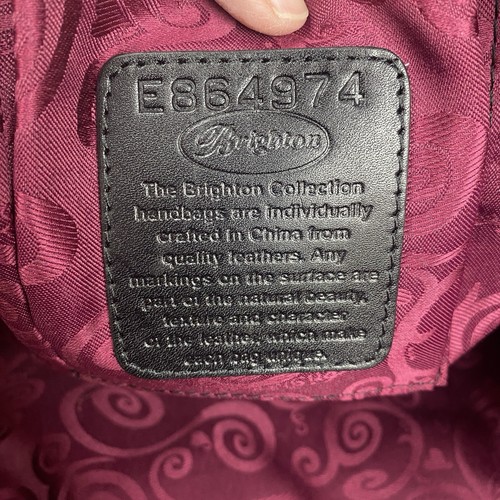 E864974
Brighton
The Brighton Collection
handbags are individually
crafted in China from
quality leathers. Any
markings on the surface are
part of the natural beauty,
texture and character
of the leather, which make
each bag unique.